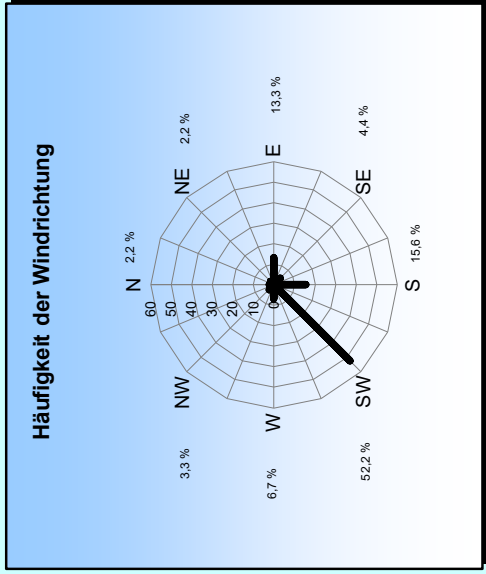 Häufigkeit der Windrichtung
N
2,2 %
60
50
3,3 %
NW
NE
2,2 %
40
30
20
10
6,7 %
W
0
E
13,3 %
52,2 %
SW
SE
4,4 %
S
15,6 %